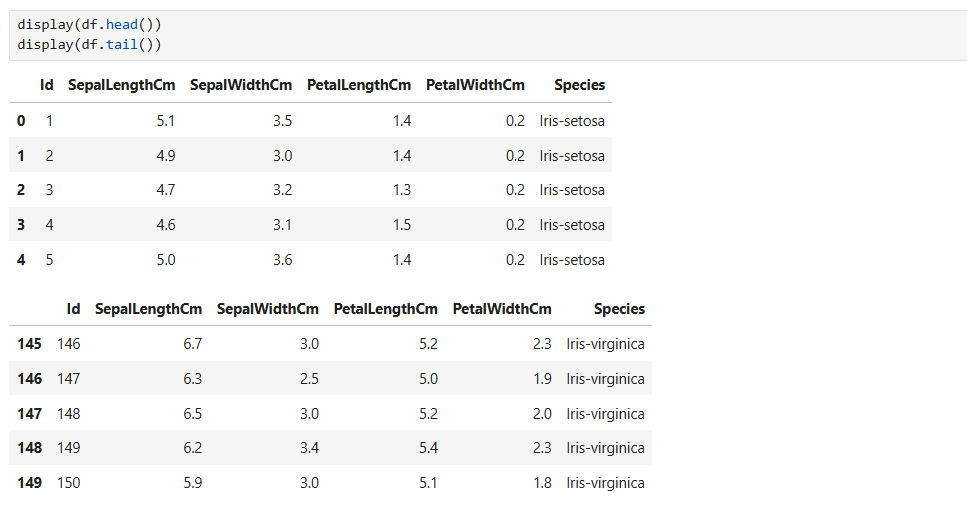 display(df.head())
display(df.tail())
Id SepalLengthCm SepalWidthCm PetalLengthCm PetalWidthCm Species
0 1 5.1 3.5 1.4 0.2 Iris-setosa
1 2 4.9 3.0 1.4 0.2 Iris-setosa
2 3 4.7 3.2 1.3 0.2 Iris-setosa
3 4 4.6 3.1 1.5 0.2 Iris-setosa
4 5 5.0 3.6 1.4 0.2 Iris-setosa
Id SepalLengthCm SepalWidthCm PetalLengthCm PetalWidthCm Species
145 146 6.7 3.0 5.2 2.3 Iris-virginica
146 147 6.3 2.5 5.0 1.9 Iris-virginica
147 148 6.5 3.0 5.2 2.0 Iris-virginica
148 149 6.2 3.4 5.4 2.3 Iris-virginica
149 150 5.9 3.0 5.1 1.8 Iris-virginica